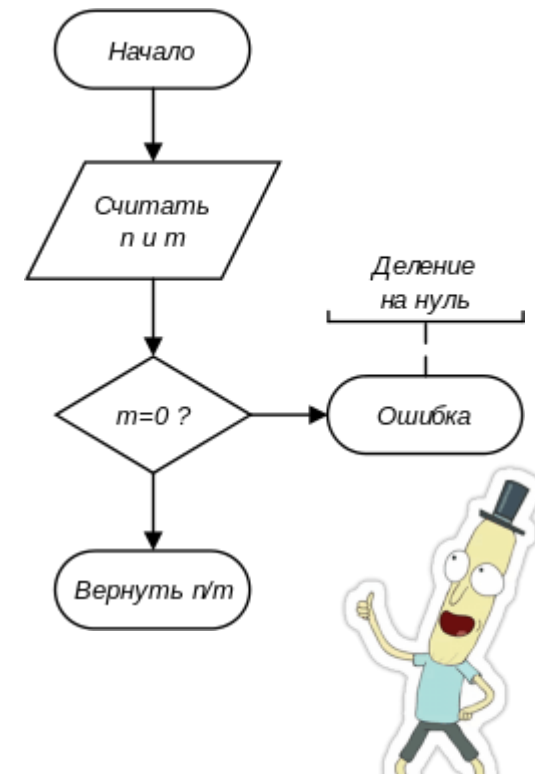 Начало
Считать
n и m
Деление
на нуль
m=0 ?
Ошибка
Вернуть n/m